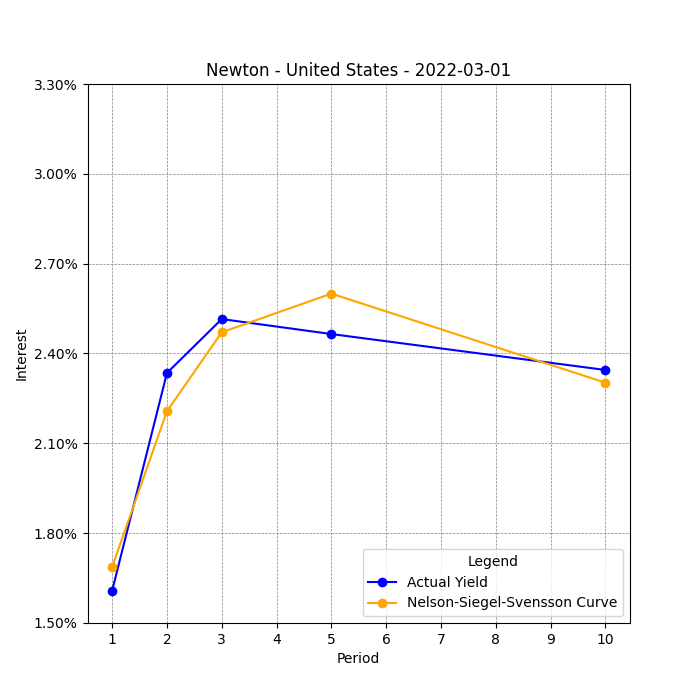 Newton - United States - 2022-03-01
3.30%
3.00%
2.70%
2.40%
2.10%
1.80%
1.50%
Interest
Legend
Actual Yield
Nelson-Siegel-Svensson Curve
1 2 3 4 5 6 7 8 9 10
Period